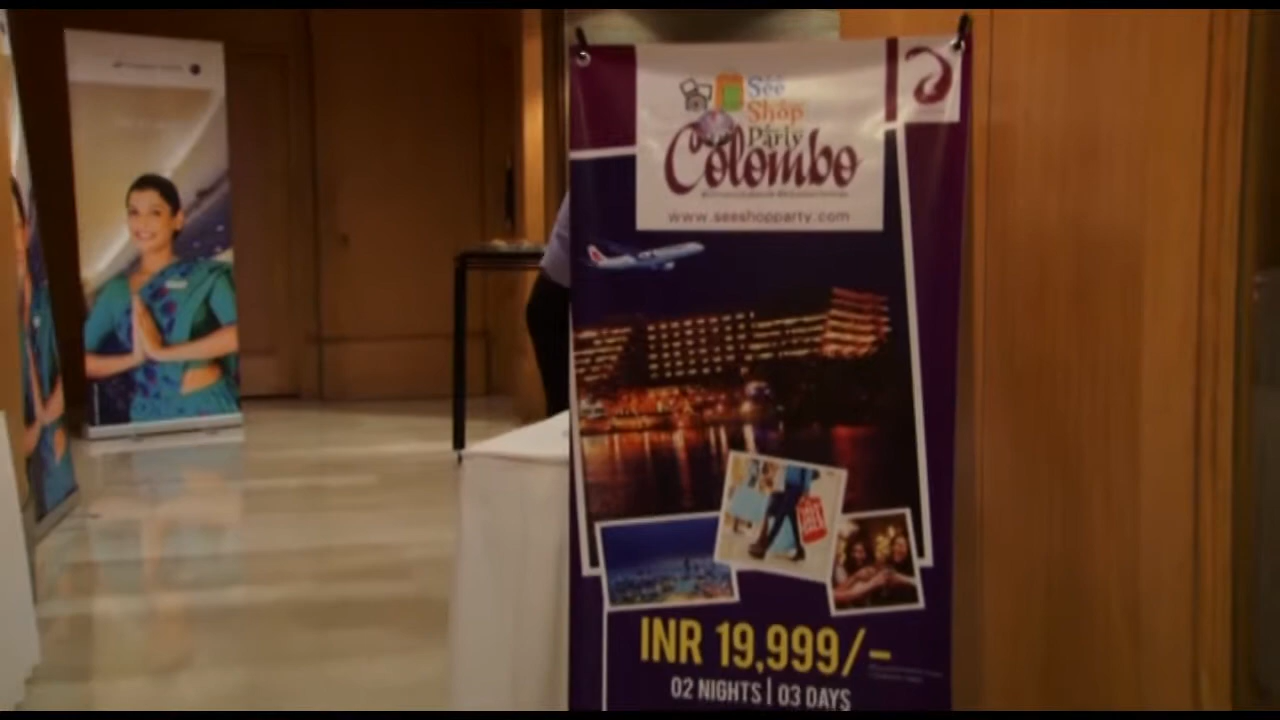 See
Shop
Party
Colombo
www.seeshopparty.com
INR 19,999/-
02 NIGHTS | 03 DAYS